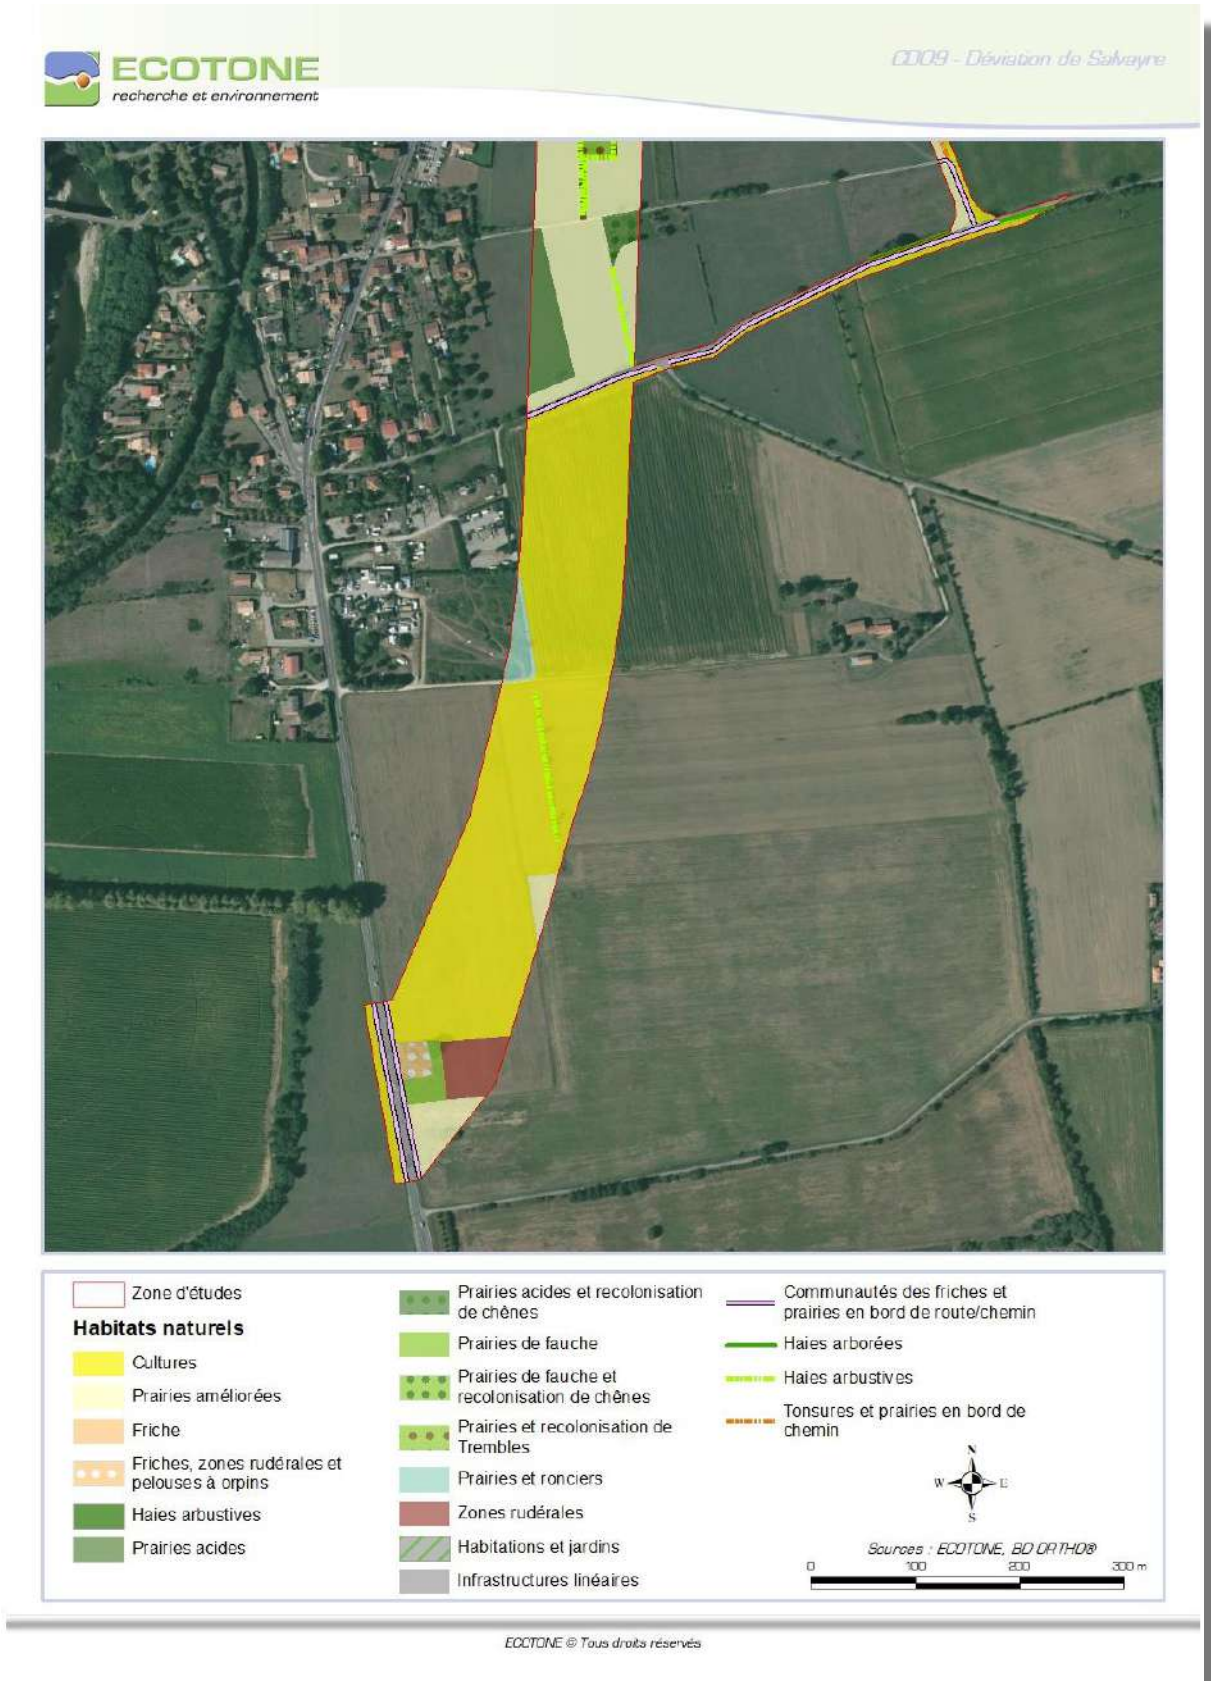 ECOTONE
recherche et environnement
CD09 - Déviation de Salvayre
Zone d'études
Habitats naturels
Cultures
Prairies améliorées
Friche
Friches, zones rudérales et
pelouses à orpins
Haies arbustives
Prairies acides
Prairies acides et recolonisation
de chênes
Prairies de fauche
Prairies de fauche et
recolonisation de chênes
Prairies et recolonisation de
Trembles
Prairies et ronciers
Zones rudérales
Habitations et jardins
Infrastructures linéaires
Communautés des friches et
prairies en bord de route/chemin
Haies arborées
Haies arbustives
Tonsures et prairies en bord de
chemin
N
W E
S
Sources : ECOTONE, BD ORTHO®
0 100 200 300 m
ECOTONE © Tous droits réservés